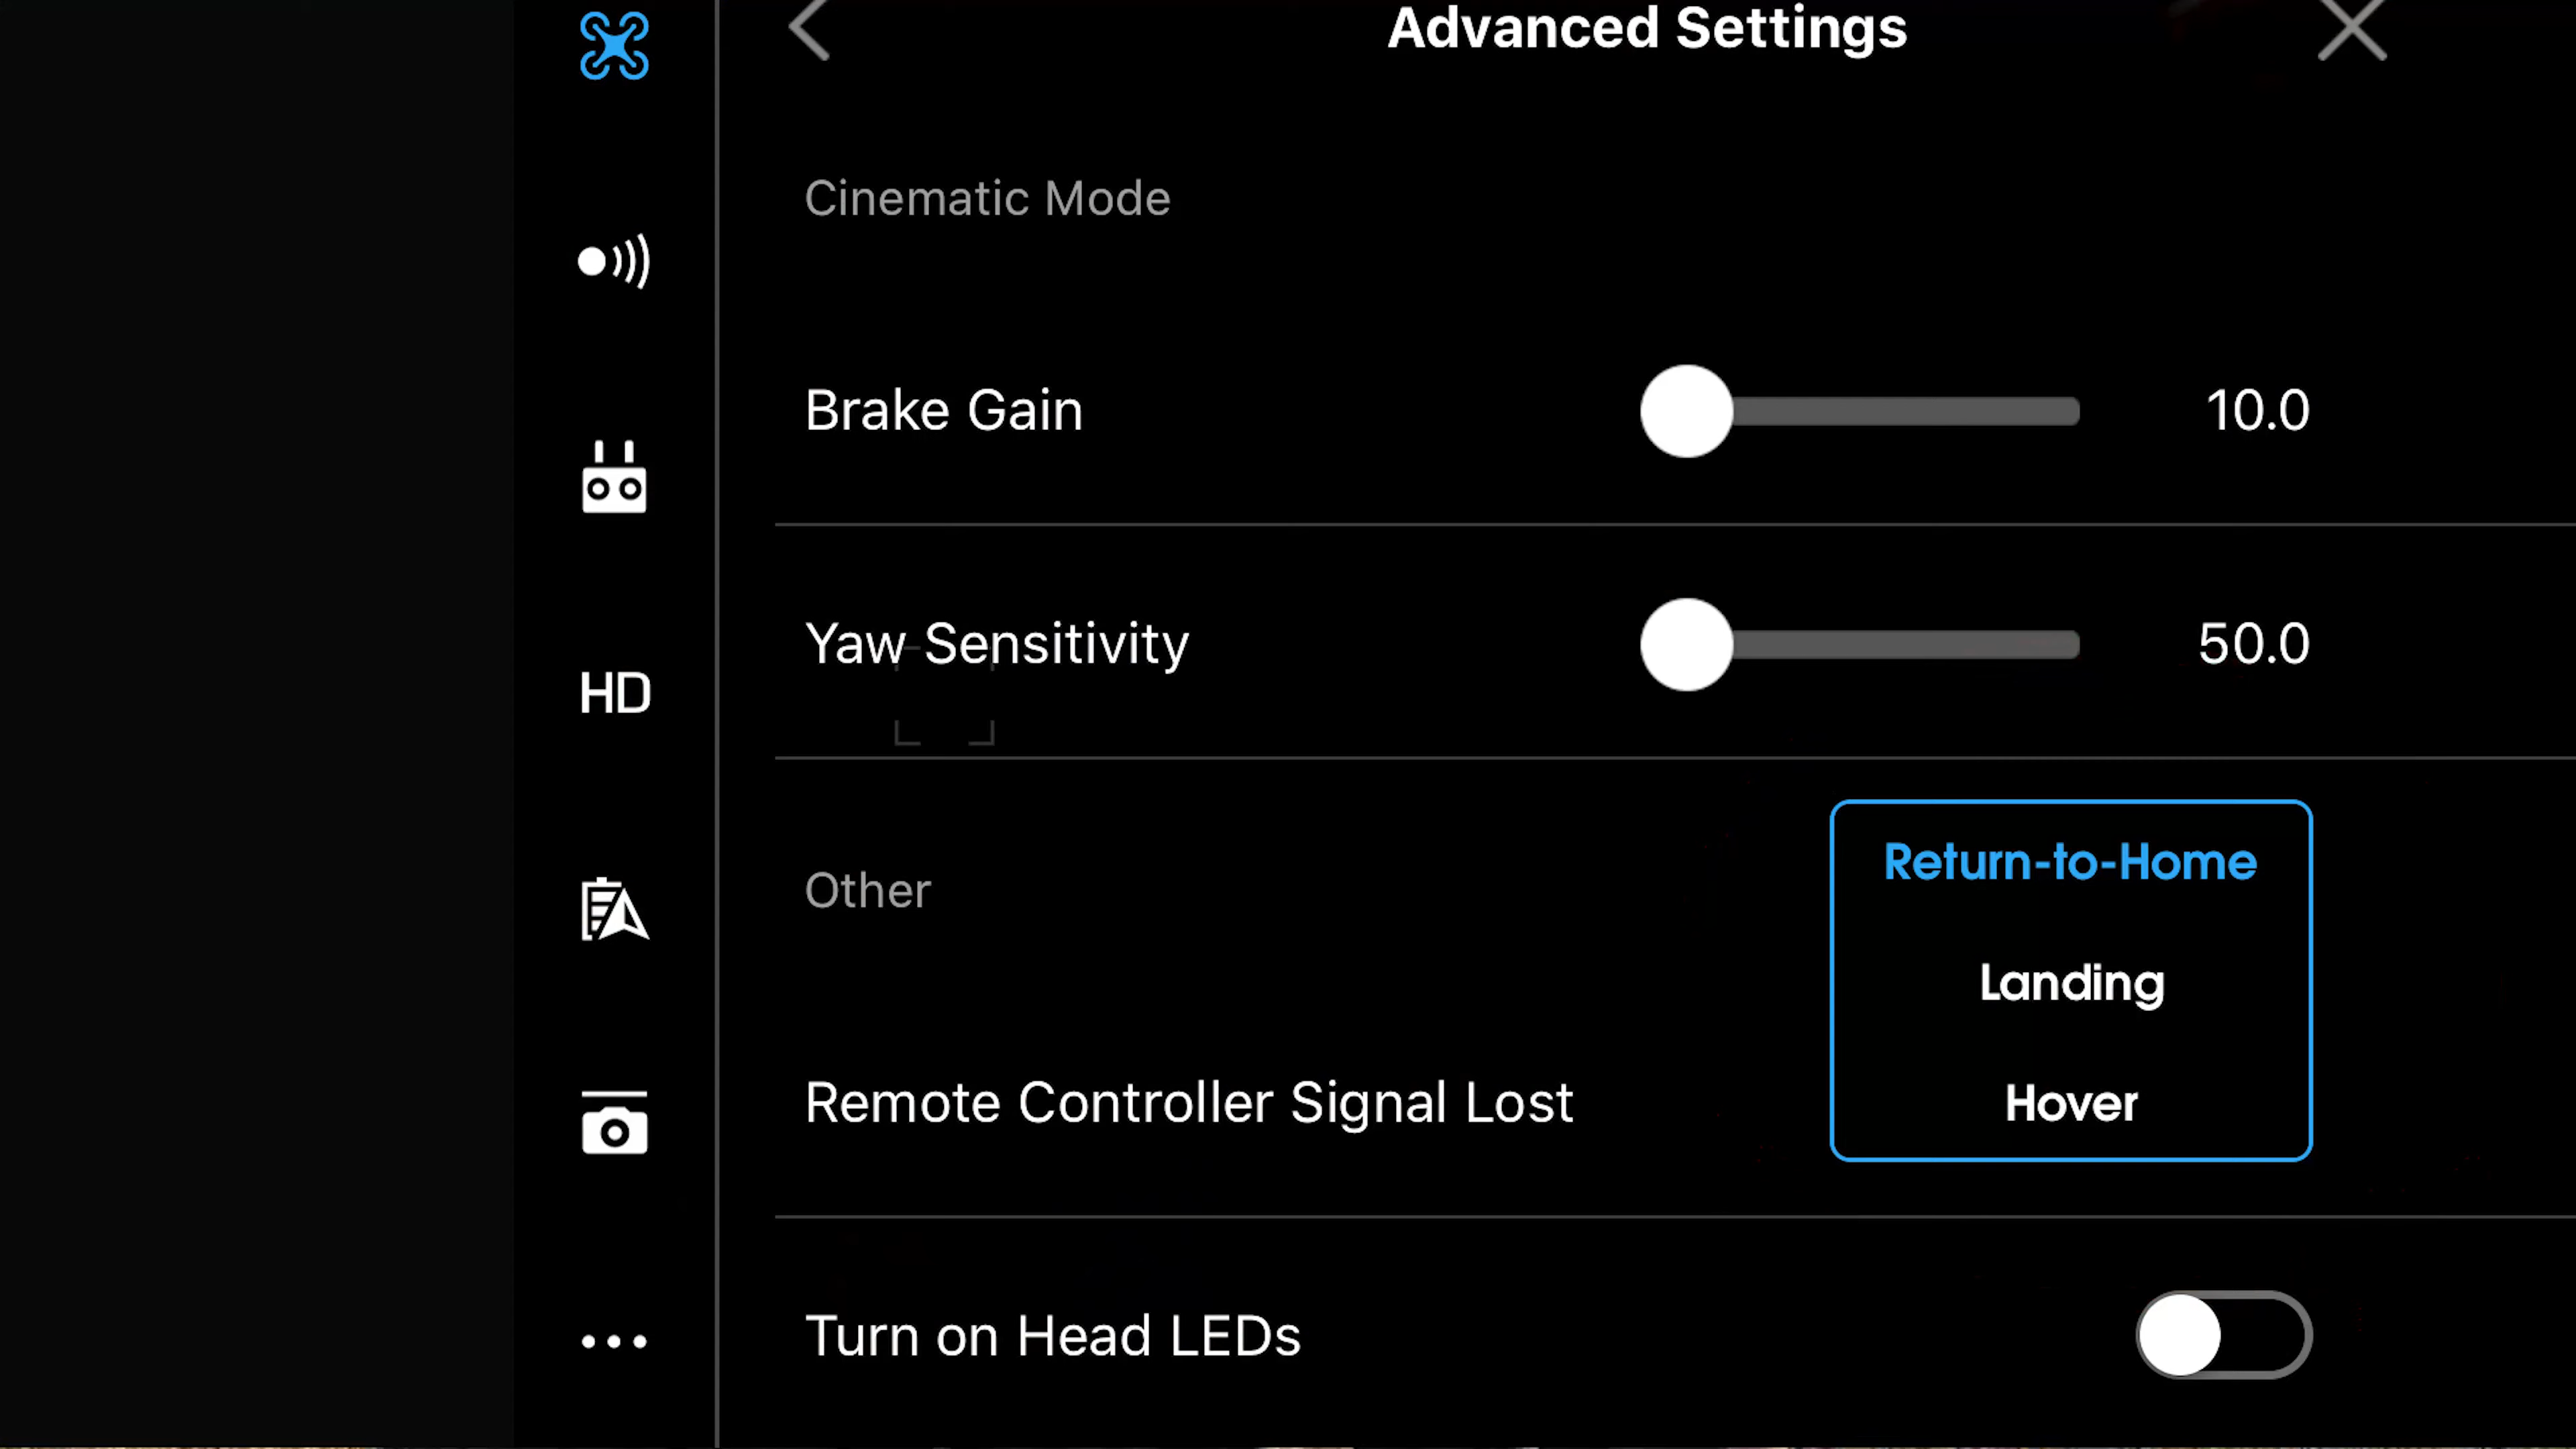 Advanced Settings
Cinematic Mode
Brake Gain 10.0
HD
Yaw Sensitivity 50.0
Other
Return-to-Home
Landing
Hover
Remote Controller Signal Lost
Turn on Head LEDs